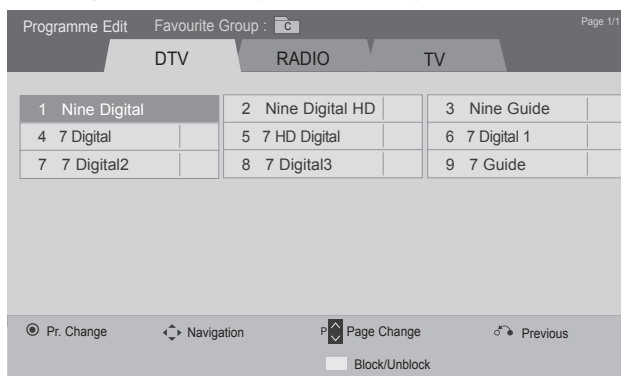 Programme Edit Favourite Group : C Page 1/1
DTV RADIO TV
1 Nine Digital 2 Nine Digital HD 3 Nine Guide
4 7 Digital 5 7 HD Digital 6 7 Digital 1
7 7 Digital2 8 7 Digital3 9 7 Guide
Pr. Change Navigation P Page Change Previous
Block/Unblock